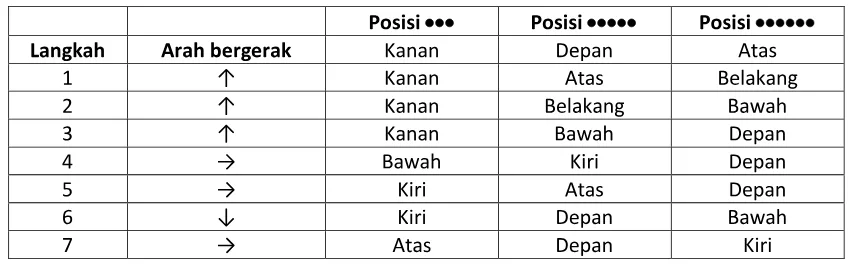 Posisi ●●● Posisi ●●●●● Posisi ●●●●●●
Langkah Arah bergerak Kanan Depan Atas
1 ↑ Kanan Atas Belakang
2 ↑ Kanan Belakang Bawah
3 ↑ Kanan Bawah Depan
4 → Bawah Kiri Depan
5 → Kiri Atas Depan
6 ↓ Kiri Depan Bawah
7 → Atas Depan Kiri